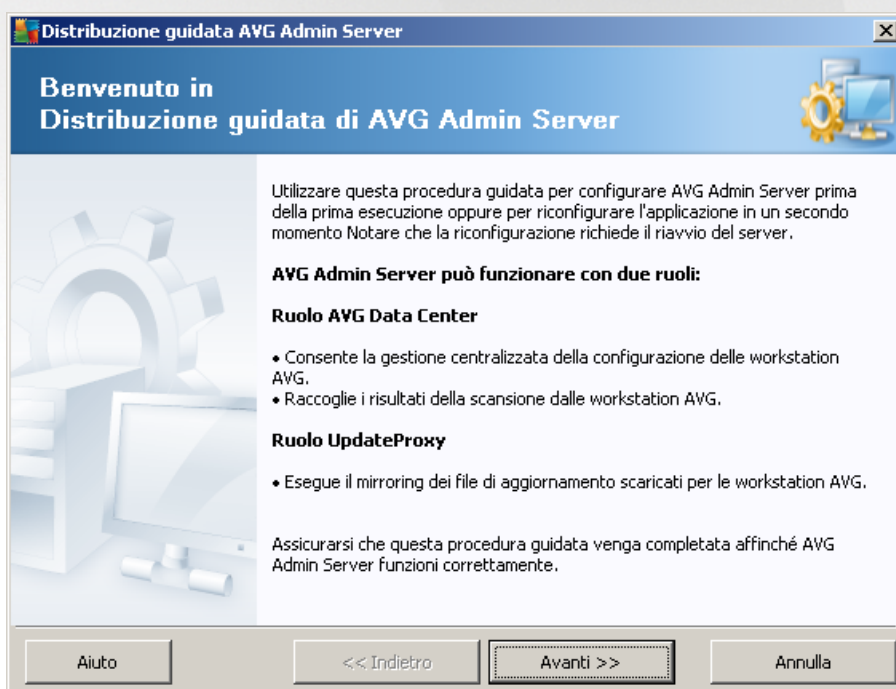 Distribuzione guidata AVG Admin Server
Benvenuto in
Distribuzione guidata di AVG Admin Server
Utilizzare questa procedura guidata per configurare AVG Admin Server prima
della prima esecuzione oppure per riconfigurare l'applicazione in un secondo
momento Notare che la riconfigurazione richiede il riavvio del server.
AVG Admin Server può funzionare con due ruoli:
Ruolo AVG Data Center
• Consente la gestione centralizzata della configurazione delle workstation
AVG.
• Raccoglie i risultati della scansione dalle workstation AVG.
Ruolo UpdateProxy
• Esegue il mirroring dei file di aggiornamento scaricati per le workstation AVG.
Assicurarsi che questa procedura guidata venga completata affinché AVG
Admin Server funzioni correttamente.
Aiuto
<< Indietro
Avanti >>
Annulla